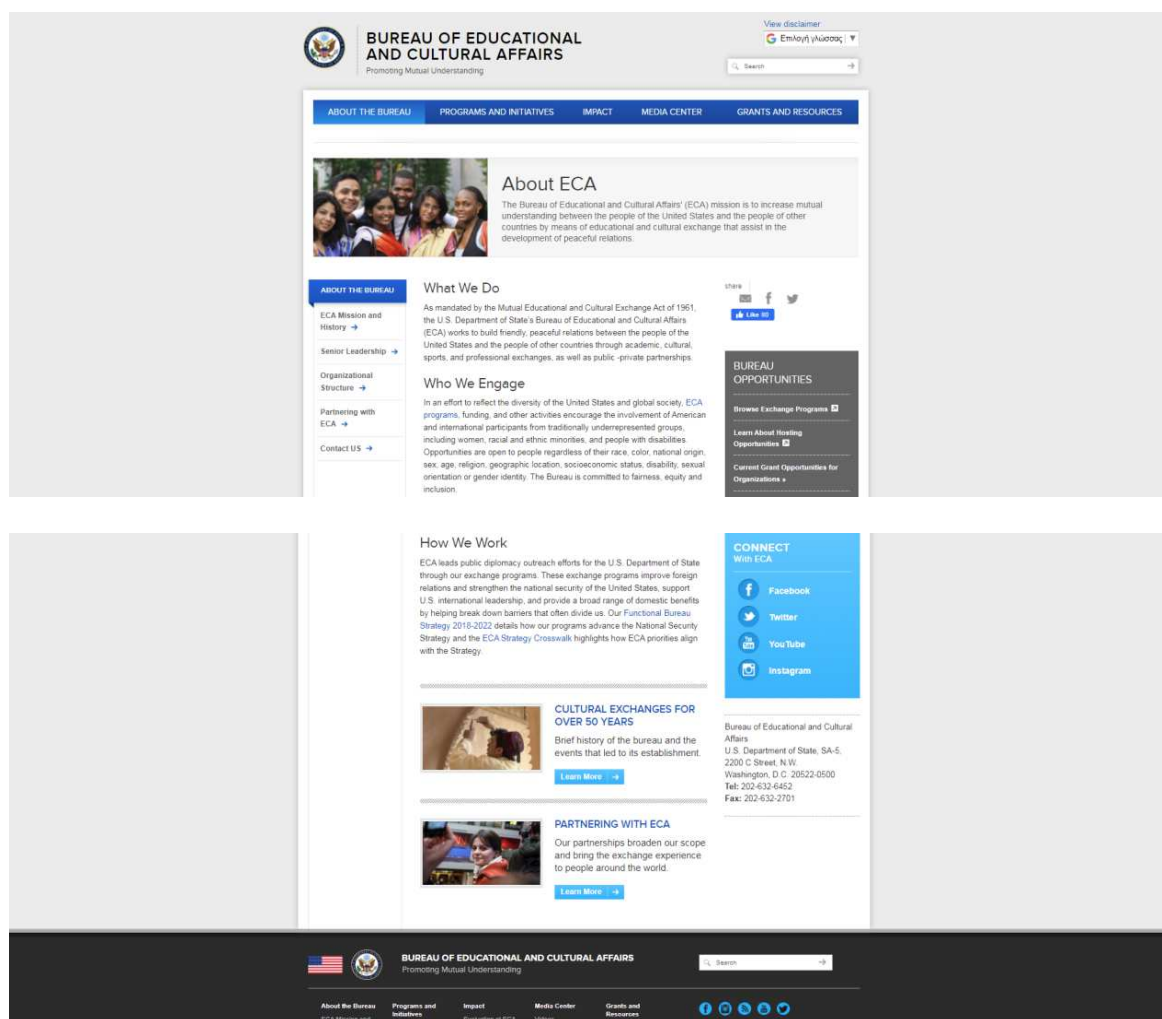 BUREAU OF EDUCATIONAL
AND CULTURAL AFFAIRS
Promoting Mutual Understanding
View disclaimer
Επιλογή γλώσσας
Search
ABOUT THE BUREAU
PROGRAMS AND INITIATIVES
IMPACT
MEDIA CENTER
GRANTS AND RESOURCES
About ECA
The Bureau of Educational and Cultural Affairs' (ECA) mission is to increase mutual
understanding between the people of the United States and the people of other
countries by means of educational and cultural exchange that assist in the
development of peaceful relations.
ABOUT THE BUREAU
ECA Mission and
History
Senior Leadership
Organizational
Structure
Partnering with
ECA
Contact US
What We Do
As mandated by the Mutual Educational and Cultural Exchange Act of 1961,
the U.S. Department of State's Bureau of Educational and Cultural Affairs
(ECA) works to build friendly, peaceful relations between the people of the
United States and the people of other countries through academic, cultural,
sports, and professional exchanges, as well as public -private partnerships.
Who We Engage
In an effort to reflect the diversity of the United States and global society, ECA
programs, funding, and other activities encourage the involvement of American
and international participants from traditionally underrepresented groups,
including women, racial and ethnic minorities, and people with disabilities.
Opportunities are open to people regardless of their race, color, national origin,
sex, age, religion, geographic location, socioeconomic status, disability, sexual
orientation or gender identity. The Bureau is committed to fairness, equity and
inclusion.
share
Like 80
BUREAU
OPPORTUNITIES
Browse Exchange Programs
Learn About Hosting
Opportunities
Current Grant Opportunities for
Organizations
How We Work
ECA leads public diplomacy outreach efforts for the U.S. Department of State
through our exchange programs. These exchange programs improve foreign
relations and strengthen the national security of the United States, support
U.S. international leadership, and provide a broad range of domestic benefits
by helping break down barriers that often divide us. Our Functional Bureau
Strategy 2018-2022 details how our programs advance the National Security
Strategy and the ECA Strategy Crosswalk highlights how ECA priorities align
with the Strategy.
CULTURAL EXCHANGES FOR
OVER 50 YEARS
Brief history of the bureau and the
events that led to its establishment.
Learn More
PARTNERING WITH ECA
Our partnerships broaden our scope
and bring the exchange experience
to people around the world.
Learn More
CONNECT
With ECA
Facebook
Twitter
YouTube
Instagram
Bureau of Educational and Cultural
Affairs
U.S. Department of State, SA-5,
2200 C Street, N.W.
Washington, D.C. 20522-0500
Tel: 202-632-6452
Fax: 202-632-2701
BUREAU OF EDUCATIONAL AND CULTURAL AFFAIRS
Promoting Mutual Understanding
Search
About the Bureau
Programs and
Initiatives
Impact
Media Center
Grants and
Resources
ECA Mission and
Evaluation at ECA
Videos